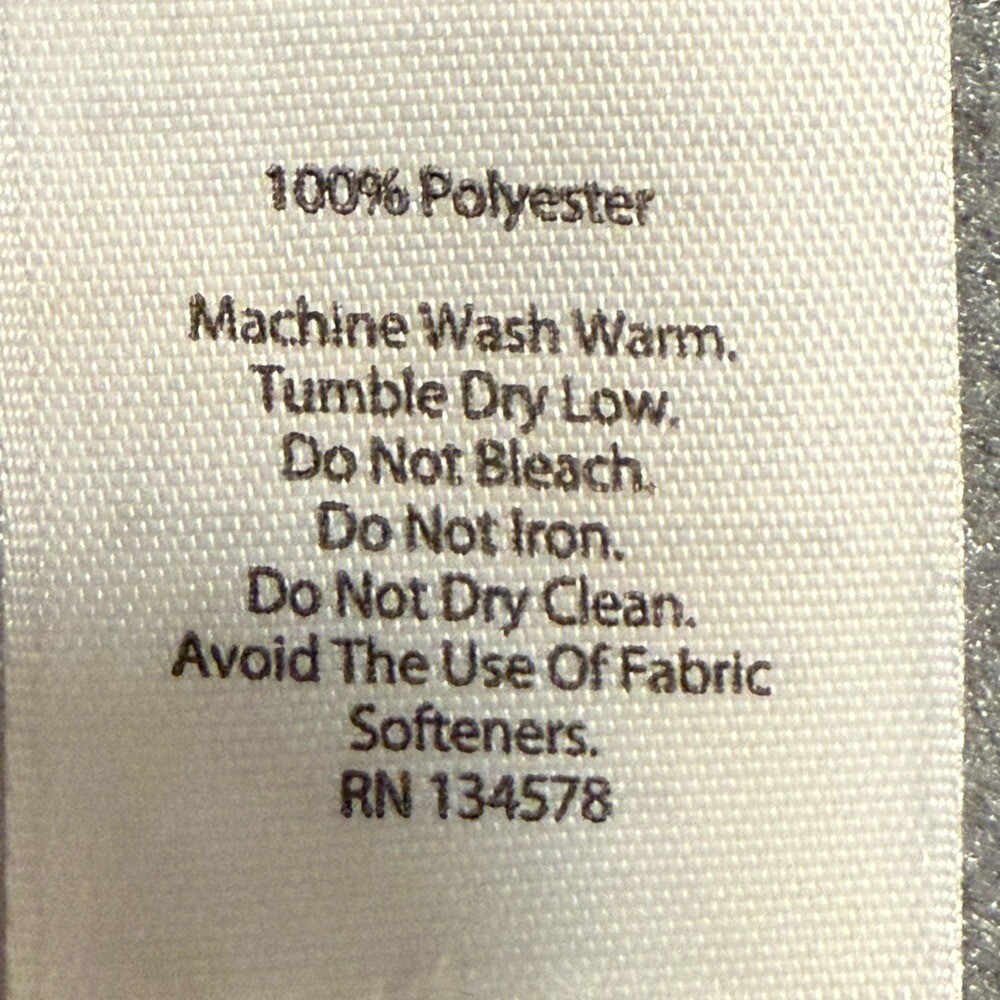 100% Polyester
Machine Wash Warm.
Tumble Dry Low.
Do Not Bleach.
Do Not Iron.
Do Not Dry Clean.
Avoid The Use Of Fabric
Softeners.
RN 134578